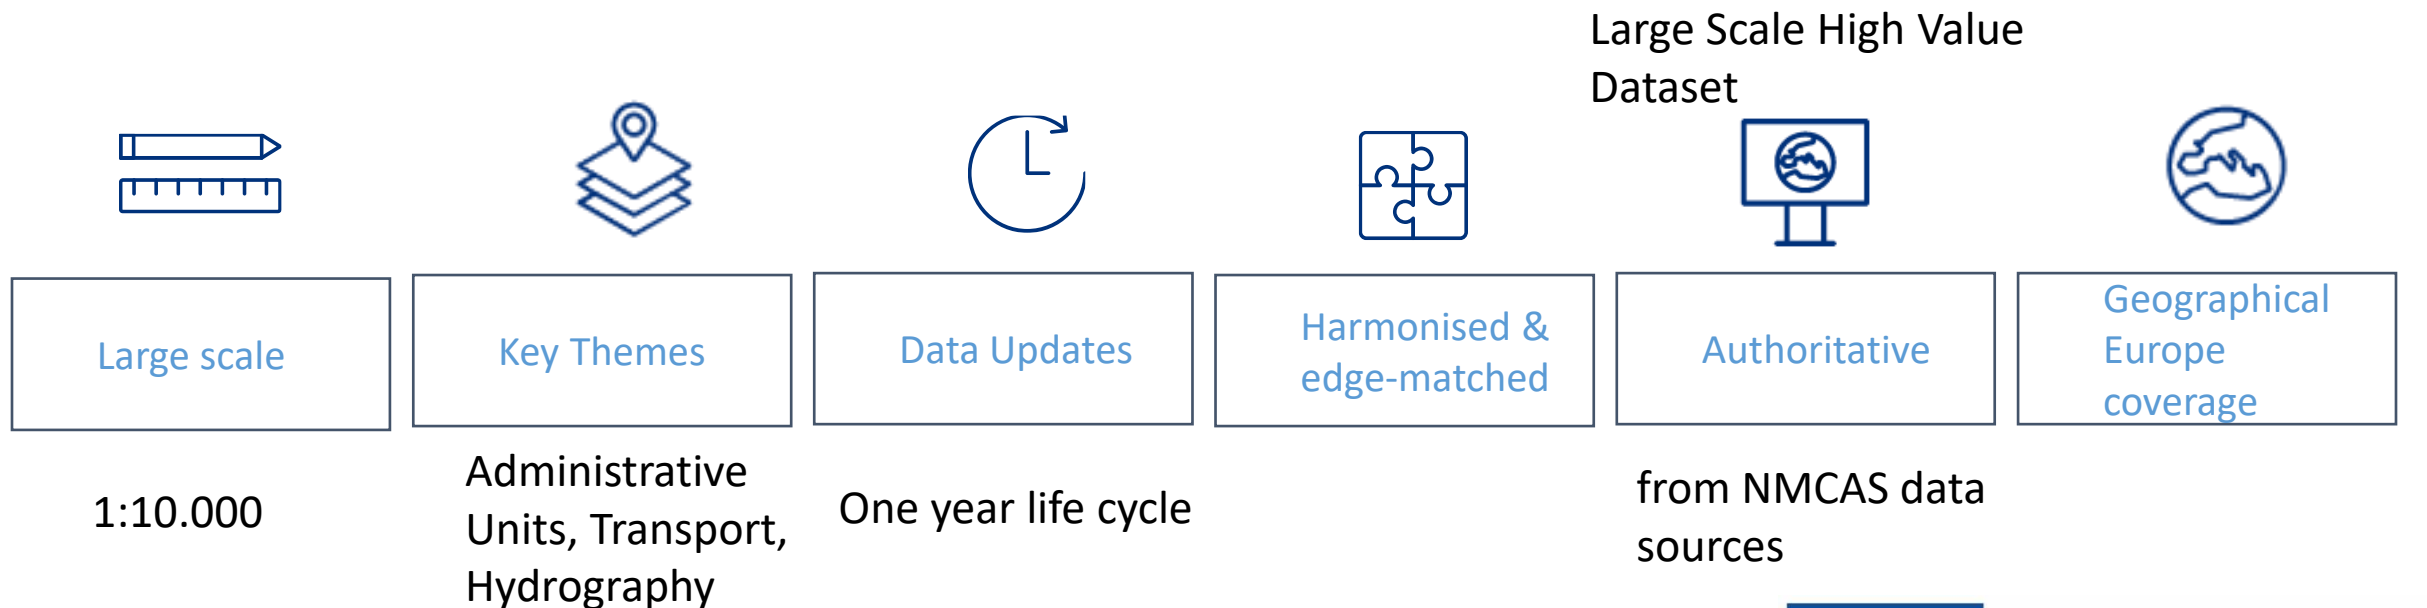 Large Scale High Value
Dataset
Large scale
Key Themes
Data Updates
Harmonised &
edge-matched
Authoritative
Geographical
Europe
coverage
1:10.000
Administrative
Units, Transport,
Hydrography
One year life cycle
from NMCAS data
sources